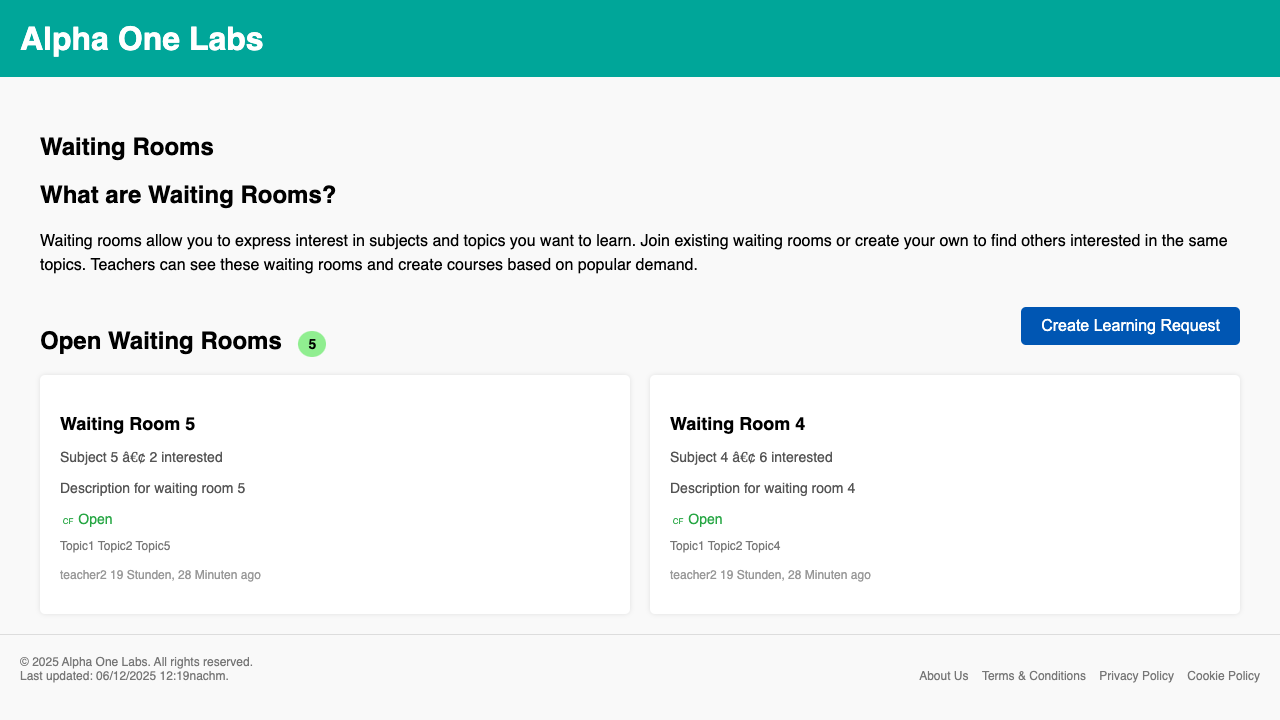 Alpha One Labs
Waiting Rooms
What are Waiting Rooms?
Waiting rooms allow you to express interest in subjects and topics you want to learn. Join existing waiting rooms or create your own to find others interested in the same
topics. Teachers can see these waiting rooms and create courses based on popular demand.
Create Learning Request
Open Waiting Rooms 5
Waiting Room 5
Subject 5 â€¢ 2 interested
Description for waiting room 5
CF Open
Topic1 Topic2 Topic5
teacher2 19 Stunden, 28 Minuten ago
Waiting Room 4
Subject 4 â€¢ 6 interested
Description for waiting room 4
CF Open
Topic1 Topic2 Topic4
teacher2 19 Stunden, 28 Minuten ago
© 2025 Alpha One Labs. All rights reserved.
Last updated: 06/12/2025 12:19nachm.
About Us Terms & Conditions Privacy Policy Cookie Policy